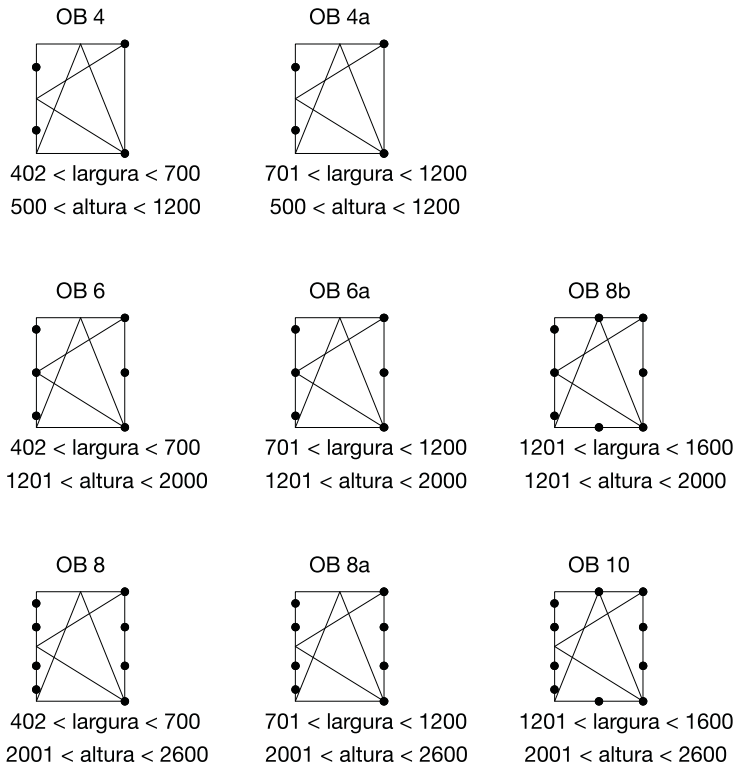 OB 4
402 < largura < 700
500 < altura < 1200
OB 4a
701 < largura < 1200
500 < altura < 1200
OB 6
402 < largura < 700
1201 < altura < 2000
OB 6a
701 < largura < 1200
1201 < altura < 2000
OB 8b
1201 < largura < 1600
1201 < altura < 2000
OB 8
402 < largura < 700
2001 < altura < 2600
OB 8a
701 < largura < 1200
2001 < altura < 2600
OB 10
1201 < largura < 1600
2001 < altura < 2600